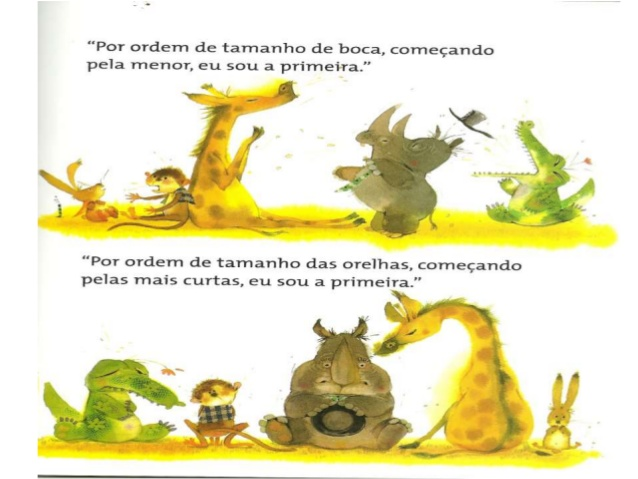 “Por ordem de tamanho de boca, começando
pela menor, eu sou a primeira.”
“Por ordem de tamanho das orelhas, começando
pelas mais curtas, eu sou a primeira.”